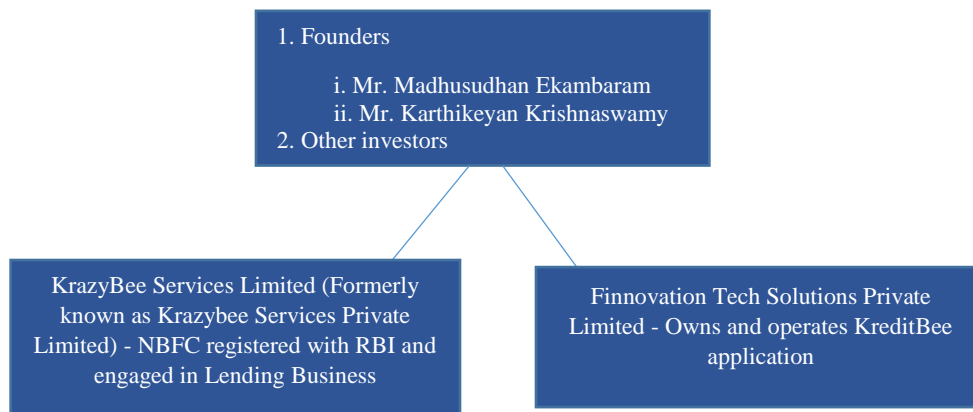 1. Founders
i. Mr. Madhusudhan Ekambaram
ii. Mr. Karthikeyan Krishnaswamy
2. Other investors
KrazyBee Services Limited (Formerly
known as Krazybee Services Private
Limited) - NBFC registered with RBI and
engaged in Lending Business
Finnovation Tech Solutions Private
Limited - Owns and operates KreditBee
application